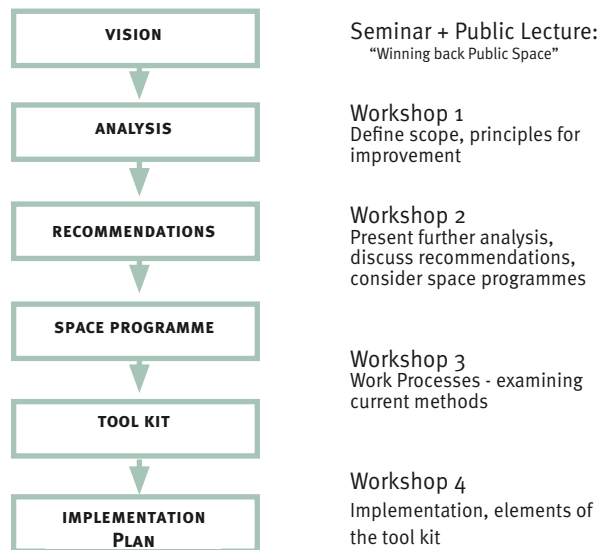 VISION
Seminar + Public Lecture:
“Winning back Public Space”
ANALYSIS
Workshop 1
Define scope, principles for
improvement
RECOMMENDATIONS
Workshop 2
Present further analysis,
discuss recommendations,
consider space programmes
SPACE PROGRAMME
Workshop 3
Work Processes - examining
current methods
TOOL KIT
Workshop 4
Implementation, elements of
the tool kit
IMPLEMENTATION
PLAN